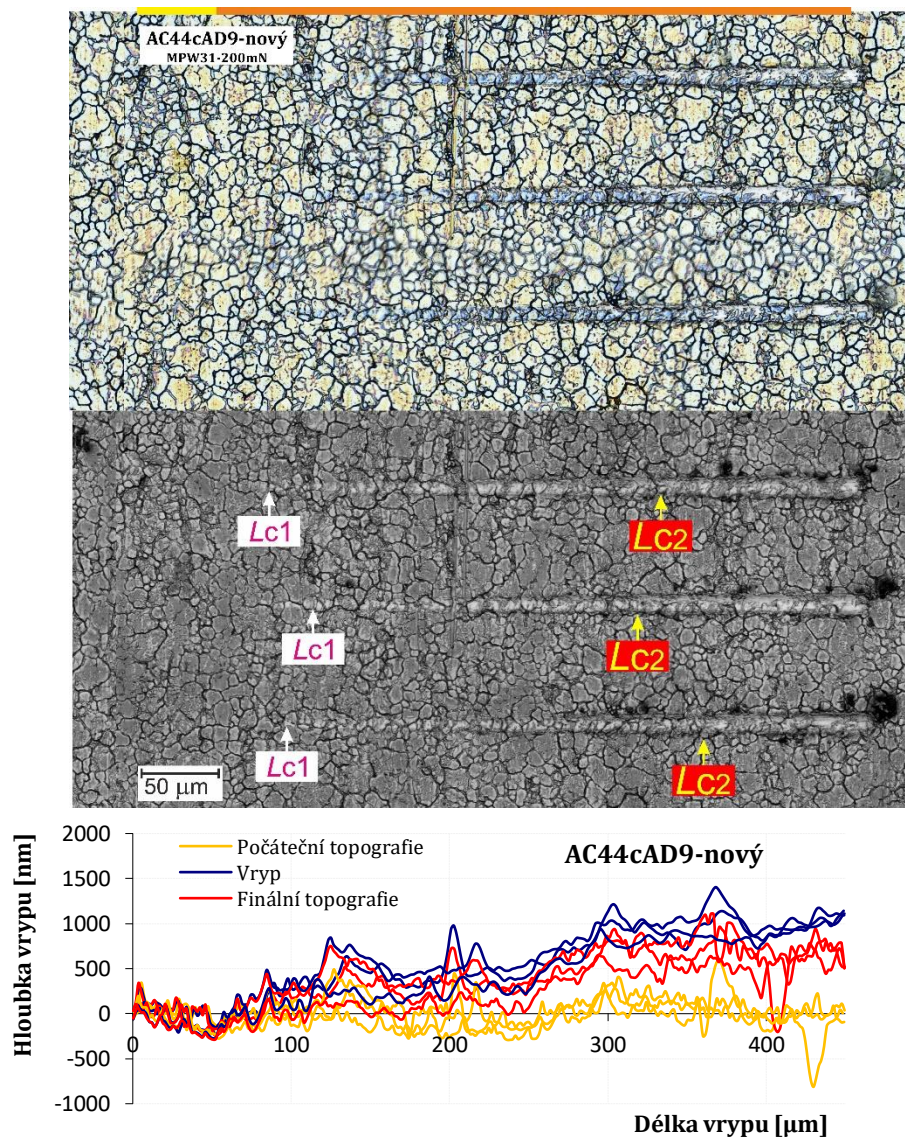 AC44cAD9-nový
MPW31-200mN
Lc1
Lc2
Lc1
Lc2
Lc1
Lc2
50 µm
Hloubka vrypu [nm]
2000
1500
1000
500
0
-500
-1000
Počáteční topografie
Vryp
Finální topografie
AC44cAD9-nový
0
100
200
300
400
Délka vrypu [µm]